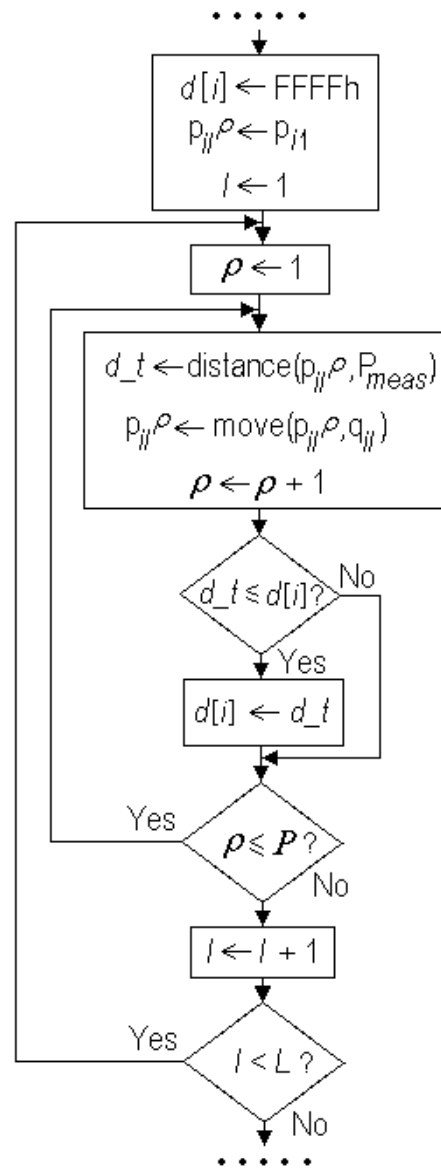 d[i] ← FFFFh
p_il^ρ ← p_i1
l ← 1
ρ ← 1
d_t ← distance(p_il^ρ, P_meas)
p_il^ρ ← move(p_il^ρ, q_il)
ρ ← ρ + 1
d_t ≤ d[i]?
No
Yes
d[i] ← d_t
Yes
ρ ≤ P ?
No
l ← l + 1
Yes
l < L ?
No